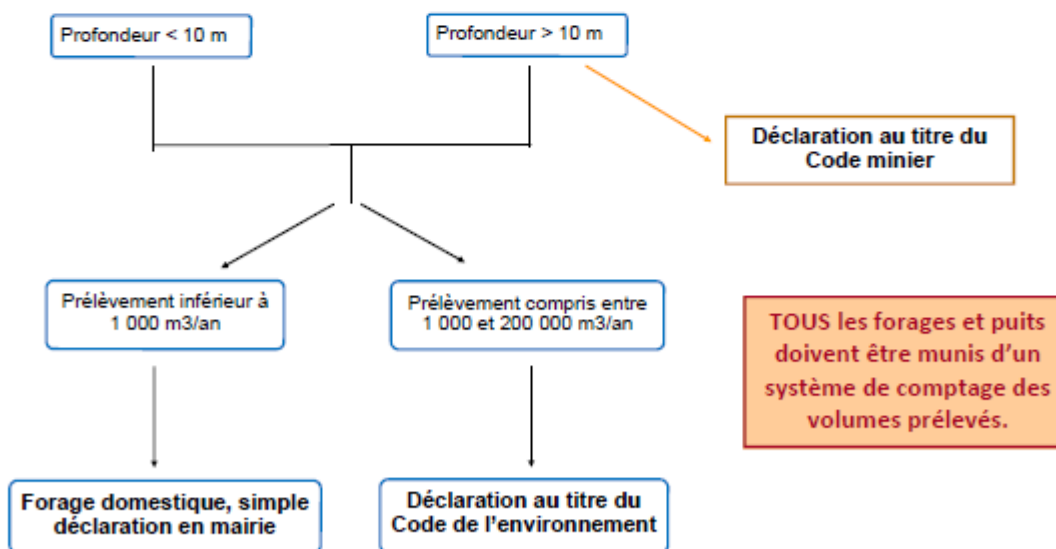 Profondeur < 10 m
Profondeur > 10 m
Déclaration au titre du
Code minier
Prélèvement inférieur à
1 000 m3/an
Prélèvement compris entre
1 000 et 200 000 m3/an
TOUS les forages et puits
doivent être munis d'un
système de comptage des
volumes prélevés.
Forage domestique, simple
déclaration en mairie
Déclaration au titre du
Code de l'environnement